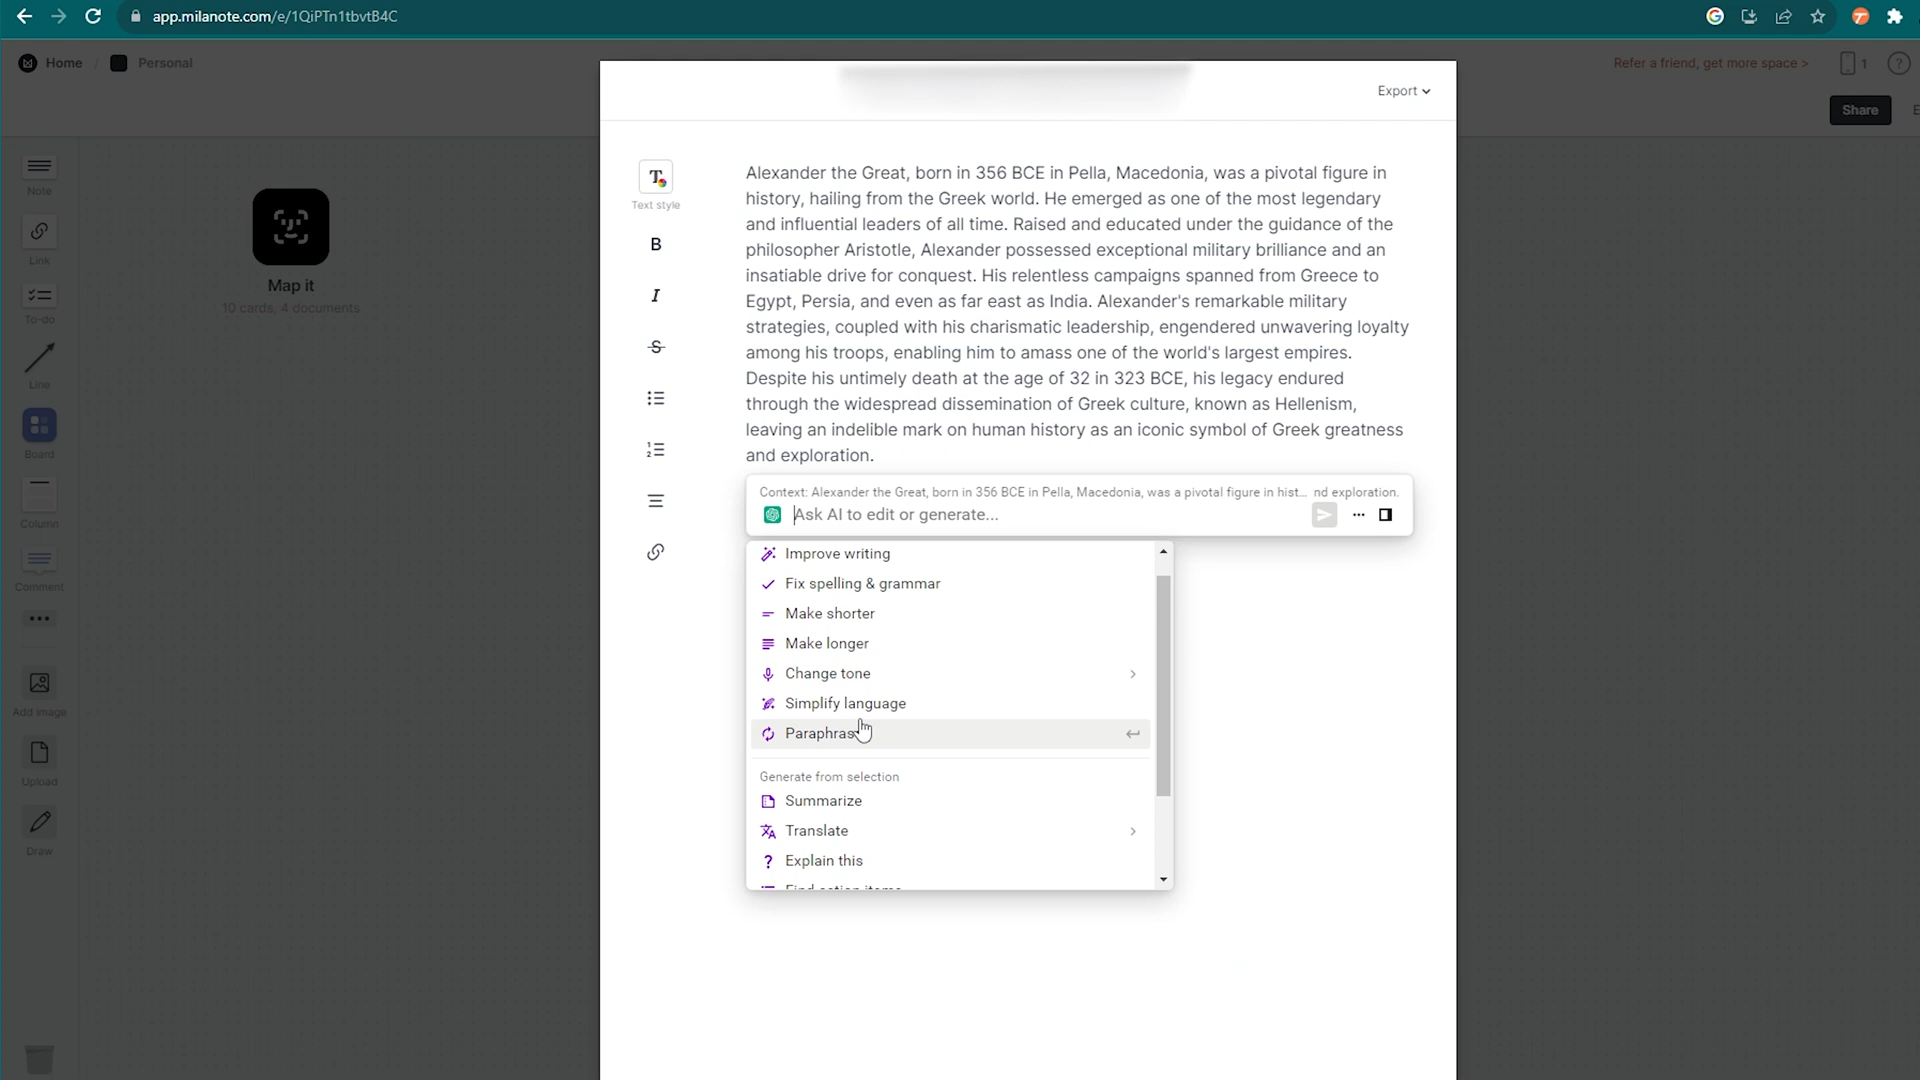 app.milanote.com/e/1QiPTn1tbvtB4C
Home / Personal
Refer a friend, get more space >
1
?
Export
Share
Note
Link
To-do
Line
Board
Column
Comment
Add image
Upload
Draw
Map it
10 cards, 4 documents
T
Text style
B
I
S
Alexander the Great, born in 356 BCE in Pella, Macedonia, was a pivotal figure in
history, hailing from the Greek world. He emerged as one of the most legendary
and influential leaders of all time. Raised and educated under the guidance of the
philosopher Aristotle, Alexander possessed exceptional military brilliance and an
insatiable drive for conquest. His relentless campaigns spanned from Greece to
Egypt, Persia, and even as far east as India. Alexander's remarkable military
strategies, coupled with his charismatic leadership, engendered unwavering loyalty
among his troops, enabling him to amass one of the world's largest empires.
Despite his untimely death at the age of 32 in 323 BCE, his legacy endured
through the widespread dissemination of Greek culture, known as Hellenism,
leaving an indelible mark on human history as an iconic symbol of Greek greatness
and exploration.
Context: Alexander the Great, born in 356 BCE in Pella, Macedonia, was a pivotal figure in hist... nd exploration.
Ask AI to edit or generate...
Improve writing
Fix spelling & grammar
Make shorter
Make longer
Change tone
Simplify language
Paraphras
Generate from selection
Summarize
Translate
Explain this